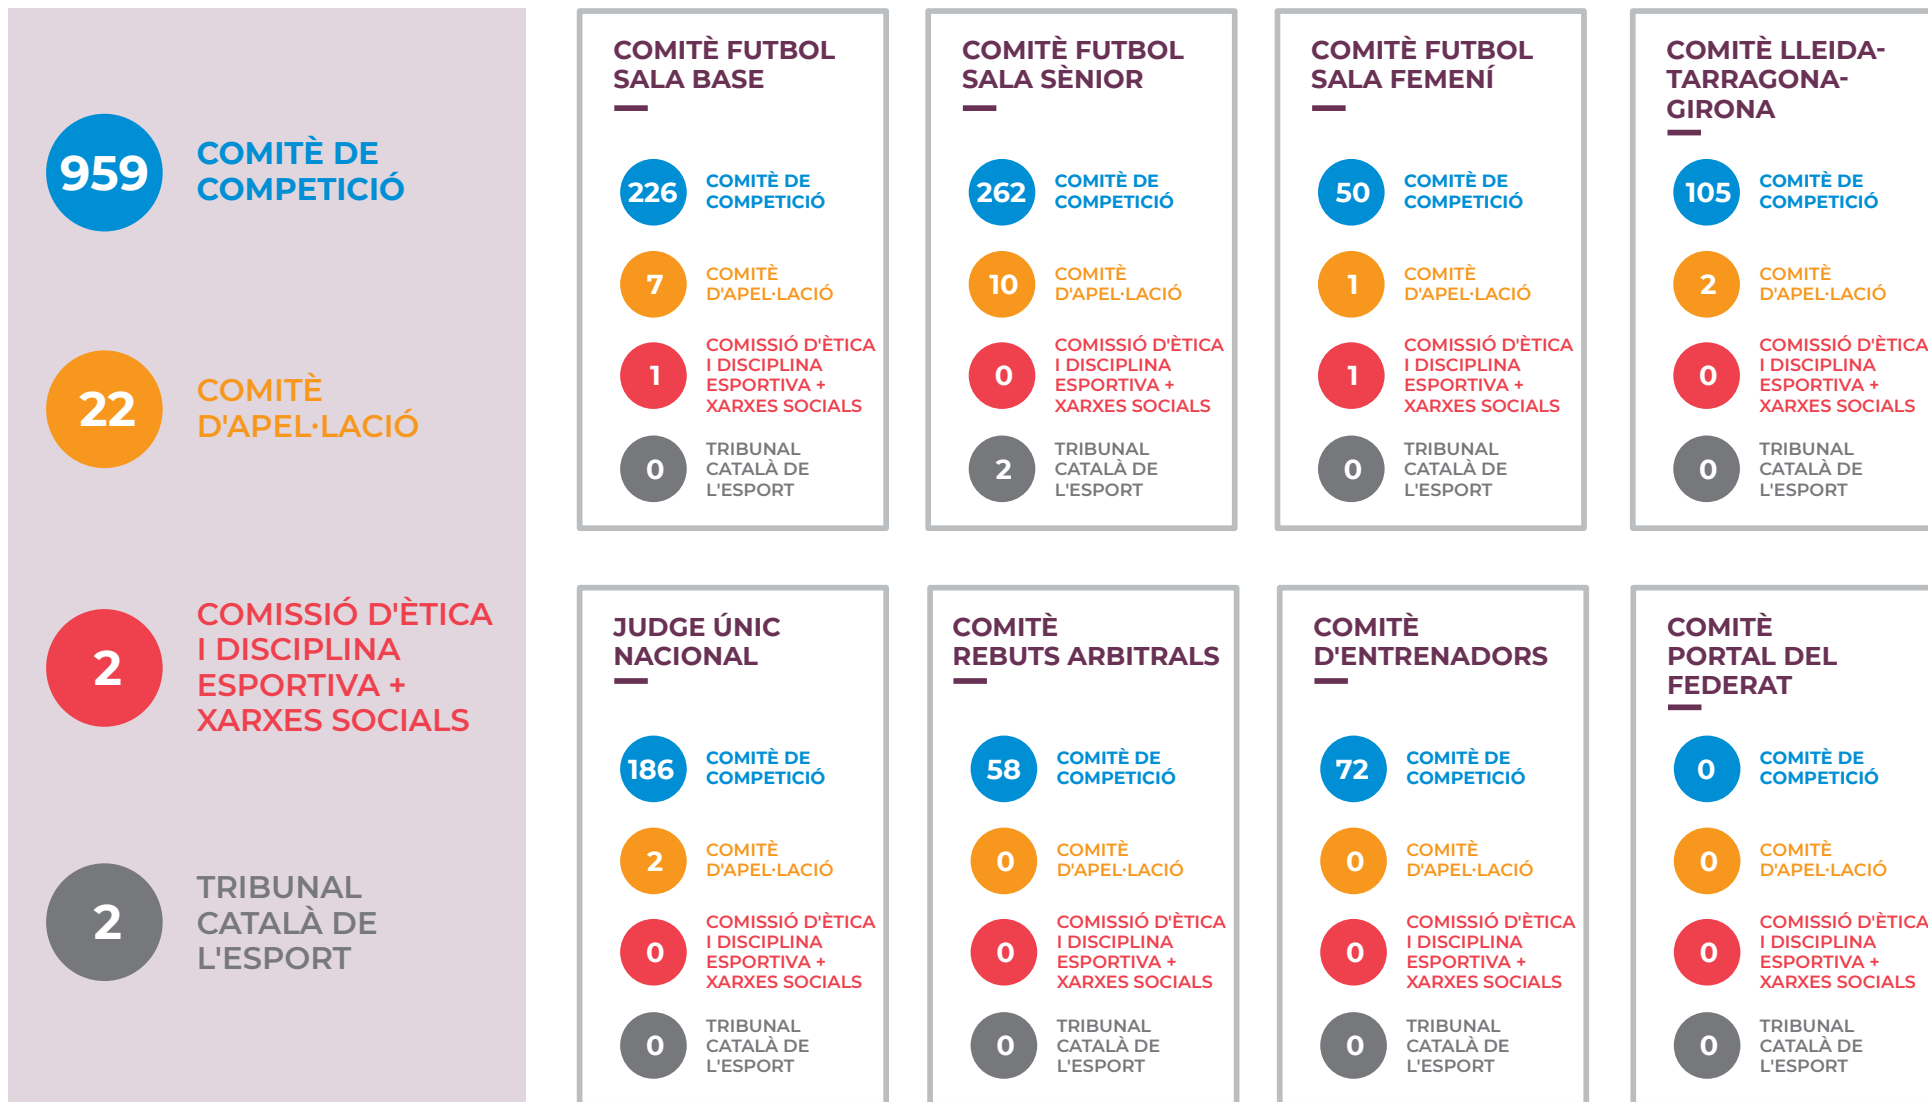 959
COMITÈ DE
COMPETICIÓ
22
COMITÈ
D'APEL·LACIÓ
2
COMISSIÓ D'ÈTICA
I DISCIPLINA
ESPORTIVA +
XARXES SOCIALS
2
TRIBUNAL
CATALÀ DE
L'ESPORT
COMITÈ FUTBOL
SALA BASE
226
COMITÈ DE
COMPETICIÓ
7
COMITÈ
D'APEL·LACIÓ
1
COMISSIÓ D'ÈTICA
I DISCIPLINA
ESPORTIVA +
XARXES SOCIALS
0
TRIBUNAL
CATALÀ DE
L'ESPORT
COMITÈ FUTBOL
SALA SÈNIOR
262
COMITÈ DE
COMPETICIÓ
10
COMITÈ
D'APEL·LACIÓ
0
COMISSIÓ D'ÈTICA
I DISCIPLINA
ESPORTIVA +
XARXES SOCIALS
2
TRIBUNAL
CATALÀ DE
L'ESPORT
COMITÈ FUTBOL
SALA FEMENÍ
50
COMITÈ DE
COMPETICIÓ
1
COMITÈ
D'APEL·LACIÓ
1
COMISSIÓ D'ÈTICA
I DISCIPLINA
ESPORTIVA +
XARXES SOCIALS
0
TRIBUNAL
CATALÀ DE
L'ESPORT
COMITÈ LLEIDA-
TARRAGONA-
GIRONA
105
COMITÈ DE
COMPETICIÓ
2
COMITÈ
D'APEL·LACIÓ
0
COMISSIÓ D'ÈTICA
I DISCIPLINA
ESPORTIVA +
XARXES SOCIALS
0
TRIBUNAL
CATALÀ DE
L'ESPORT
JUDGE ÚNIC
NACIONAL
186
COMITÈ DE
COMPETICIÓ
2
COMITÈ
D'APEL·LACIÓ
0
COMISSIÓ D'ÈTICA
I DISCIPLINA
ESPORTIVA +
XARXES SOCIALS
0
TRIBUNAL
CATALÀ DE
L'ESPORT
COMITÈ
REBUTS ARBITRALS
58
COMITÈ DE
COMPETICIÓ
0
COMITÈ
D'APEL·LACIÓ
0
COMISSIÓ D'ÈTICA
I DISCIPLINA
ESPORTIVA +
XARXES SOCIALS
0
TRIBUNAL
CATALÀ DE
L'ESPORT
COMITÈ
D'ENTRENADORS
72
COMITÈ DE
COMPETICIÓ
0
COMITÈ
D'APEL·LACIÓ
0
COMISSIÓ D'ÈTICA
I DISCIPLINA
ESPORTIVA +
XARXES SOCIALS
0
TRIBUNAL
CATALÀ DE
L'ESPORT
COMITÈ
PORTAL DEL
FEDERAT
0
COMITÈ DE
COMPETICIÓ
0
COMITÈ
D'APEL·LACIÓ
0
COMISSIÓ D'ÈTICA
I DISCIPLINA
ESPORTIVA +
XARXES SOCIALS
0
TRIBUNAL
CATALÀ DE
L'ESPORT